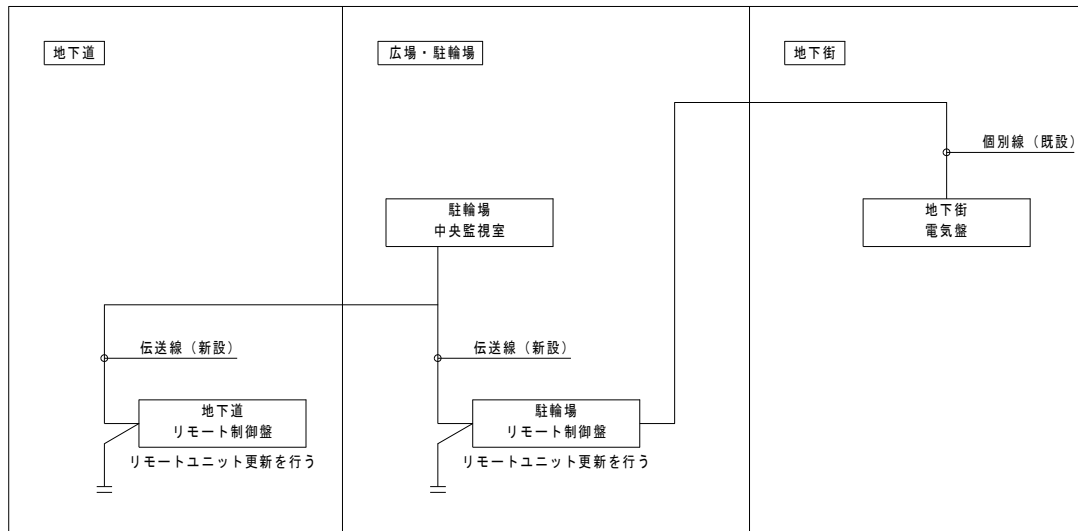 地下道
広場・駐輪場
地下街
個別線（既設）
駐輪場
中央監視室
地下街
電気盤
伝送線（新設）
伝送線（新設）
地下道
リモート制御盤
駐輪場
リモート制御盤
リモートユニット更新を行う
リモートユニット更新を行う